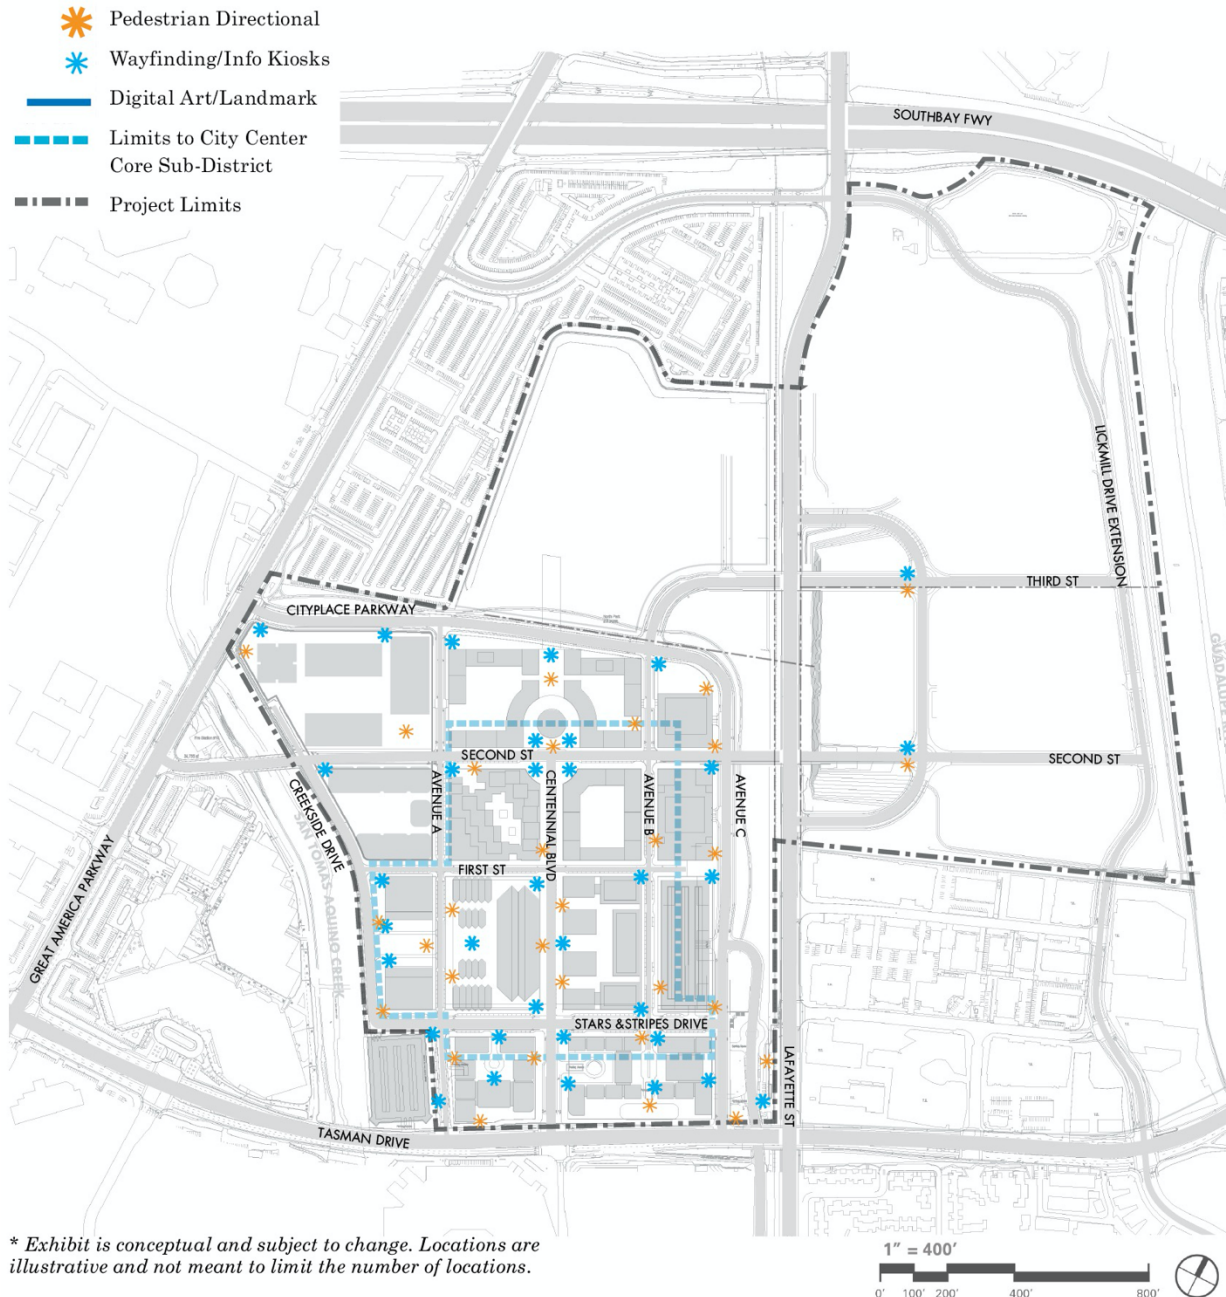 Pedestrian Directional
Wayfinding/Info Kiosks
Digital Art/Landmark
Limits to City Center
Core Sub-District
Project Limits
SOUTHBAY FWY
LICKMILL DRIVE EXTENSION
THIRD ST
CITYPLACE PARKWAY
SECOND ST
SECOND ST
CREEKSIDE DRIVE
SAN TOMAS AQUINO CREEK
AVENUE A
CENTENNIAL BLVD
AVENUE B
AVENUE C
GREAT AMERICA PARKWAY
FIRST ST
STARS &STRIPES DRIVE
LAFAYETTE ST
TASMAN DRIVE
* Exhibit is conceptual and subject to change. Locations are
illustrative and not meant to limit the number of locations.
1" = 400'
0' 100' 200' 400' 800'